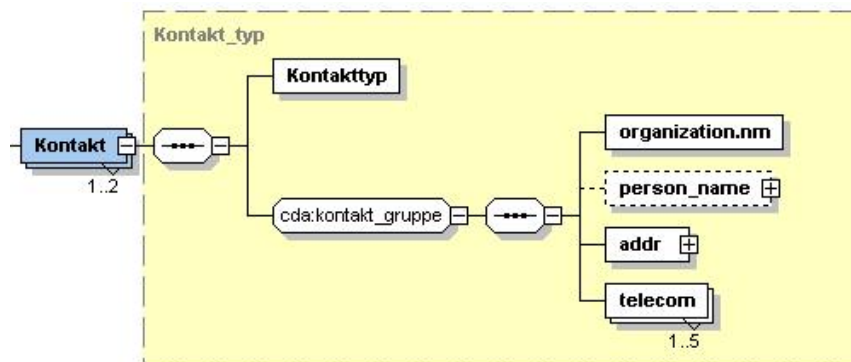 Kontakt_typ
Kontakttyp
Kontakt
1..2
cda:kontakt_gruppe
organization.nm
person_name
addr
telecom
1..5